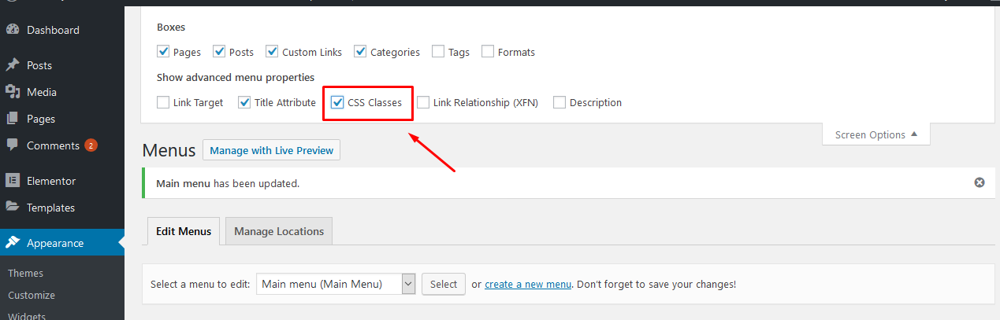 Dashboard
Posts
Media
Pages
Comments 2
Elementor
Templates
Appearance
Themes
Customize
Widgets
Boxes
Pages Posts Custom Links Categories Tags Formats
Show advanced menu properties
Link Target Title Attribute CSS Classes Link Relationship (XFN) Description
Screen Options
Menus Manage with Live Preview
Main menu has been updated.
Edit Menus Manage Locations
Select a menu to edit: Main menu (Main Menu) Select or create a new menu. Don't forget to save your changes!